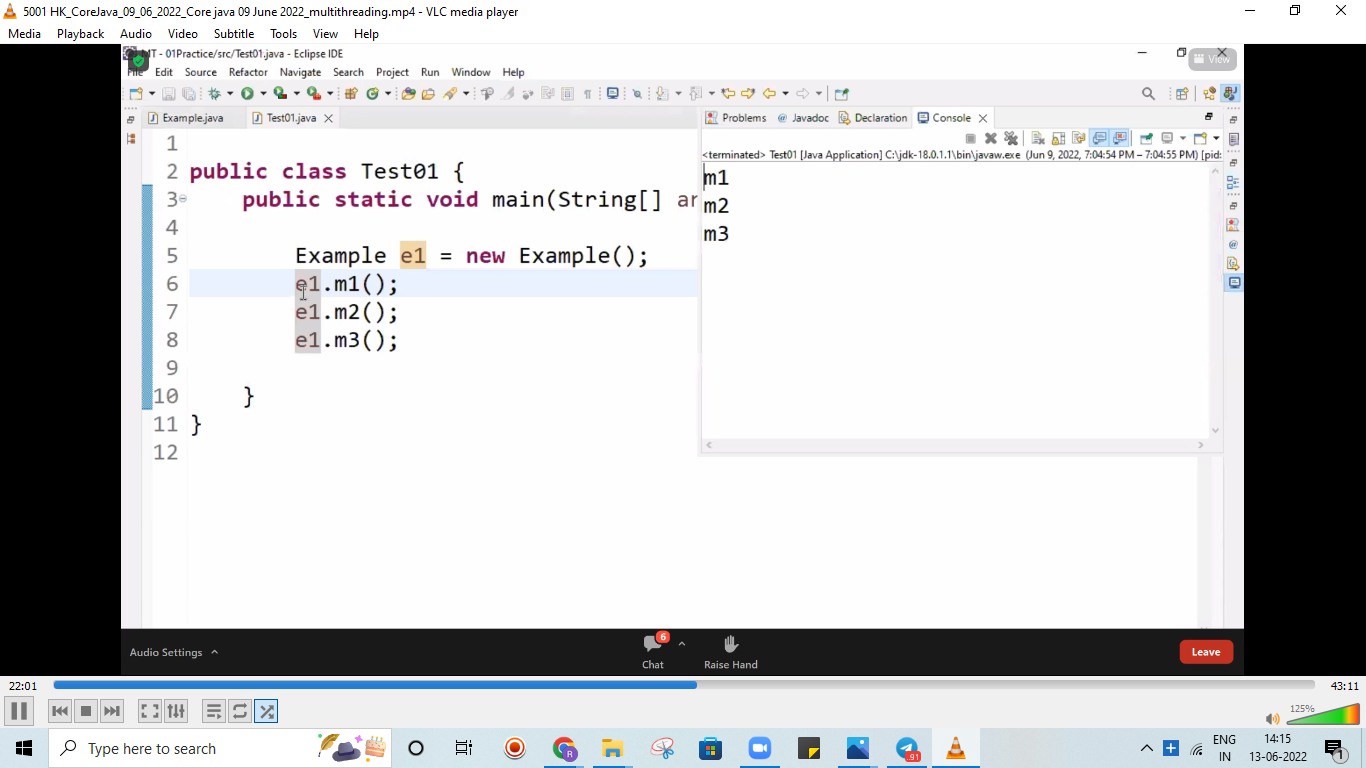 5001 HK_CoreJava_09_06_2022_Core java 09 June 2022_multithreading.mp4 - VLC media player
Media Playback Audio Video Subtitle Tools View Help
MT - 01Practice/src/Test01.java - Eclipse IDE
File Edit Source Refactor Navigate Search Project Run Window Help
View
Example.java Test01.java
Problems @ Javadoc Declaration Console
<terminated> Test01 [Java Application] C:\jdk-18.0.1.1\bin\javaw.exe (Jun 9, 2022, 7:04:54 PM – 7:04:55 PM) [pid:
m1
m2
m3
1
2 public class Test01 {
3 public static void main(String[] ar
4
5 Example e1 = new Example();
6 e1.m1();
7 e1.m2();
8 e1.m3();
9
10 }
11 }
12
Audio Settings
6
Chat
Raise Hand
Leave
22:01
43:11
125%
Type here to search
R
91
ENG
IN
14:15
13-06-2022
1